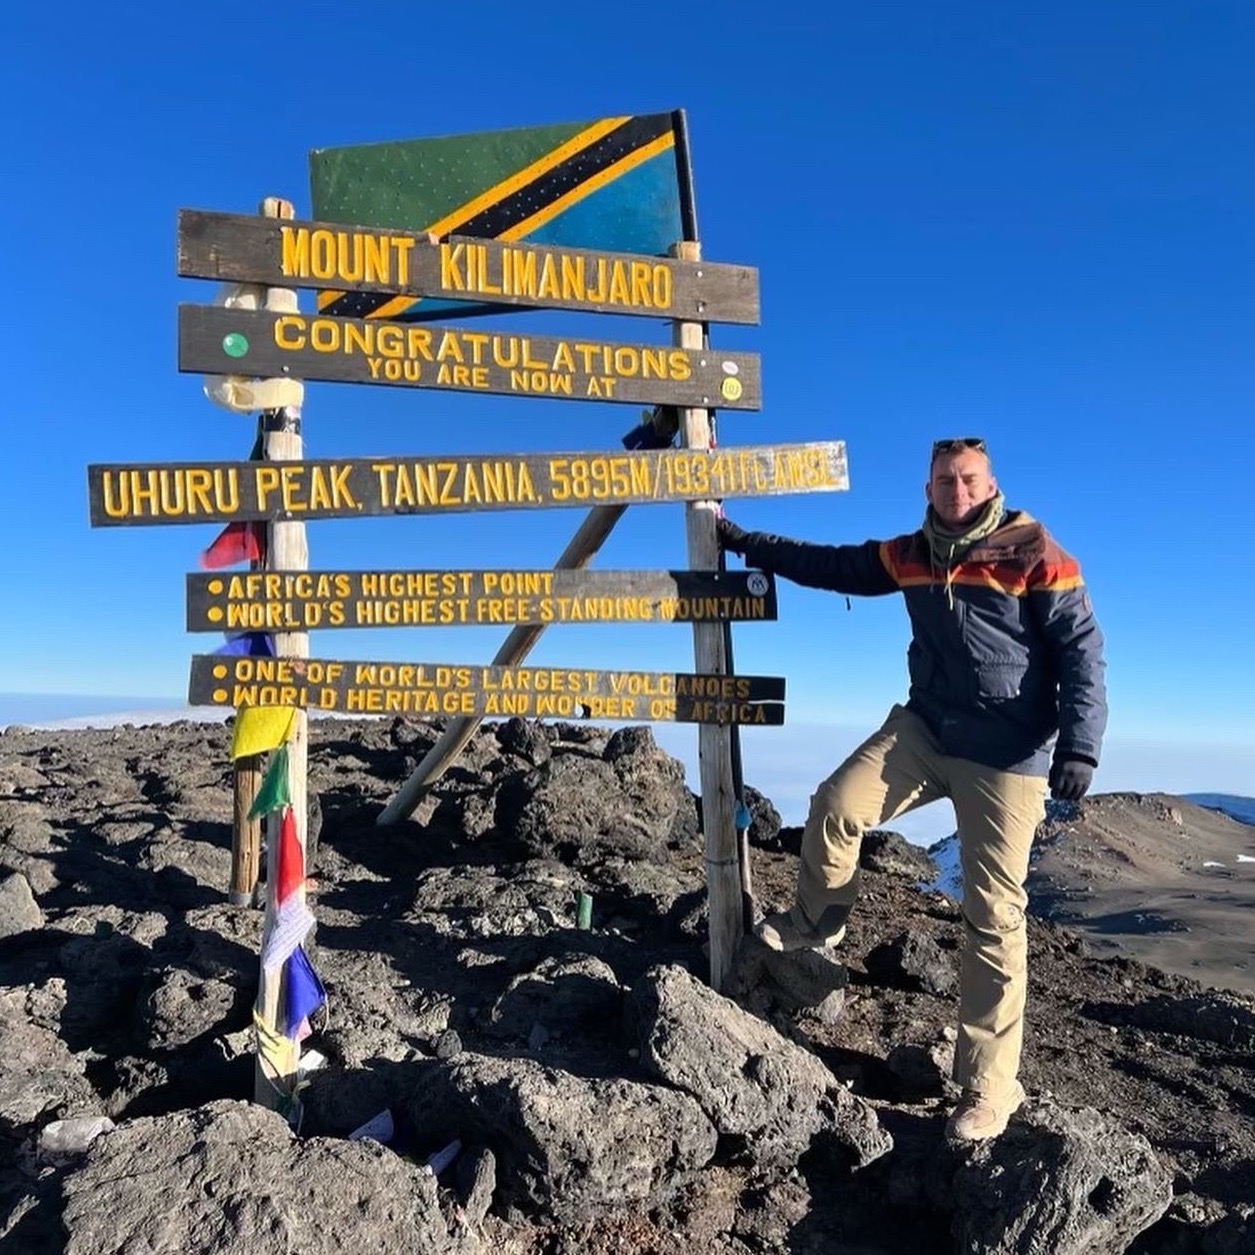 MOUNT KILIMANJARO
CONGRATULATIONS
YOU ARE NOW AT
UHURU PEAK, TANZANIA, 5895M/19341Ft. AMSL
• AFRICA'S HIGHEST POINT
• WORLD'S HIGHEST FREE-STANDING MOUNTAIN
• ONE OF WORLD'S LARGEST VOLCANOES
• WORLD HERITAGE AND WONDER OF AFRICA